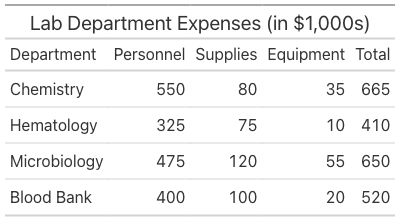 Lab Department Expenses (in $1,000s)
Department Personnel Supplies Equipment Total
Chemistry 550 80 35 665
Hematology 325 75 10 410
Microbiology 475 120 55 650
Blood Bank 400 100 20 520